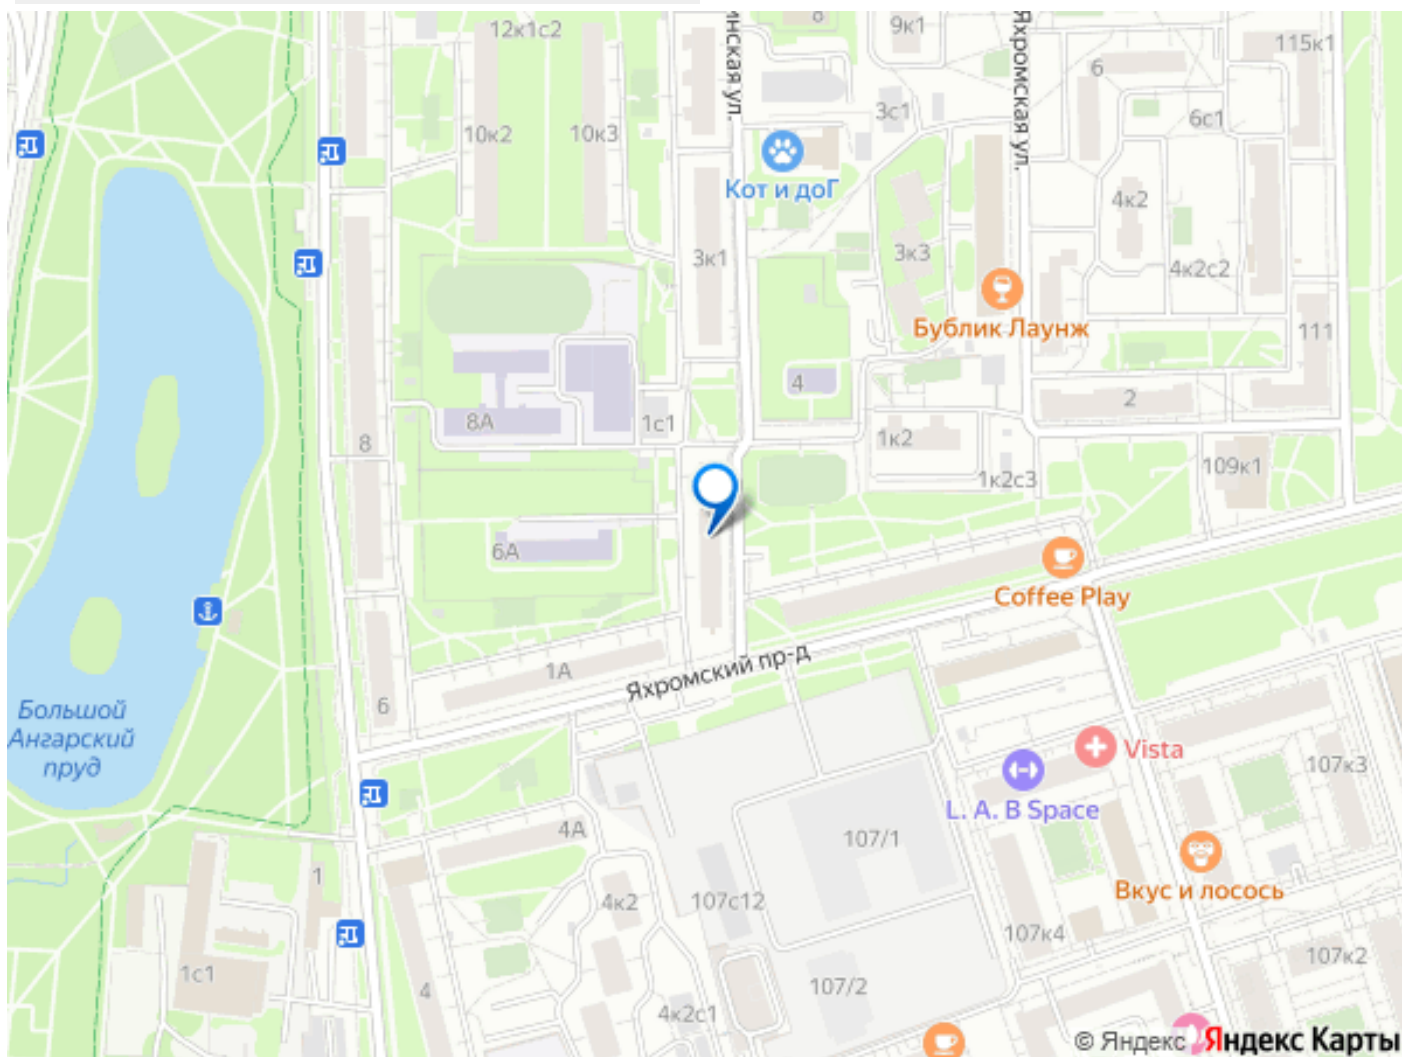 12к1с2
8
9к1
115к1
инская ул.
Яхромская ул.
6
6с1
3с1
10к2
10к3
Кот и доГ
4к2
3к1
3к3
4к2с2
Бублик Лаунж
111
4
2
8А
1с1
8
1к2
109к1
1к2с3
6А
Coffee Play
1А
Яхромский пр-д
6
Большой
Ангарский
пруд
Vista
107к3
L. A. B Space
4А
107/1
1
Вкус и лосось
4к2
107с12
107к4
1с1
107к2
4
107/2
4к2с1
© Яндекс Яндекс Карты